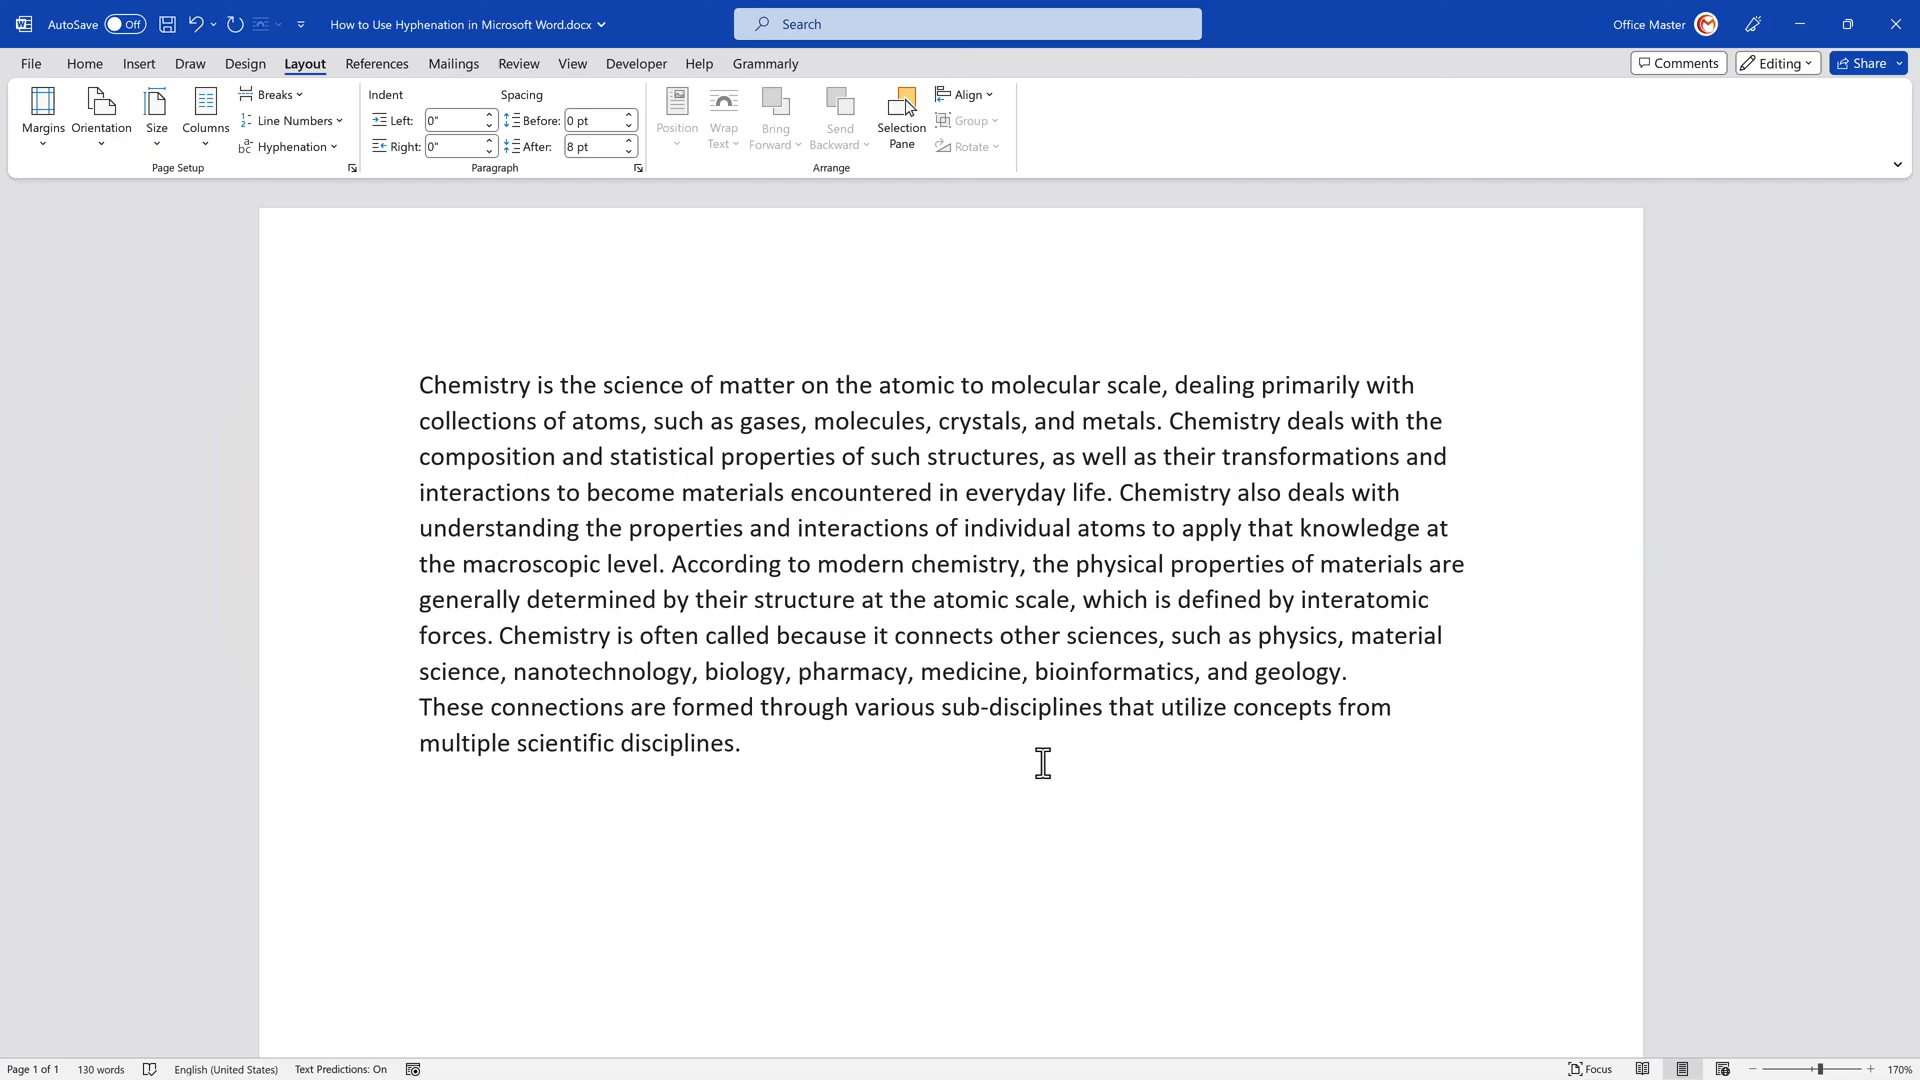 AutoSave Off How to Use Hyphenation in Microsoft Word.docx Search Office Master
File Home Insert Draw Design Layout References Mailings Review View Developer Help Grammarly Comments Editing Share
Margins Orientation Size Columns
Breaks
Line Numbers
Hyphenation
Page Setup
Indent Spacing
Left: 0" Before: 0 pt
Right: 0" After: 8 pt
Paragraph
Position Wrap Text Bring Forward Send Backward Selection Pane
Align
Group
Rotate
Arrange
Chemistry is the science of matter on the atomic to molecular scale, dealing primarily with
collections of atoms, such as gases, molecules, crystals, and metals. Chemistry deals with the
composition and statistical properties of such structures, as well as their transformations and
interactions to become materials encountered in everyday life. Chemistry also deals with
understanding the properties and interactions of individual atoms to apply that knowledge at
the macroscopic level. According to modern chemistry, the physical properties of materials are
generally determined by their structure at the atomic scale, which is defined by interatomic
forces. Chemistry is often called because it connects other sciences, such as physics, material
science, nanotechnology, biology, pharmacy, medicine, bioinformatics, and geology.
These connections are formed through various sub-disciplines that utilize concepts from
multiple scientific disciplines.
Page 1 of 1 130 words English (United States) Text Predictions: On Focus 170%